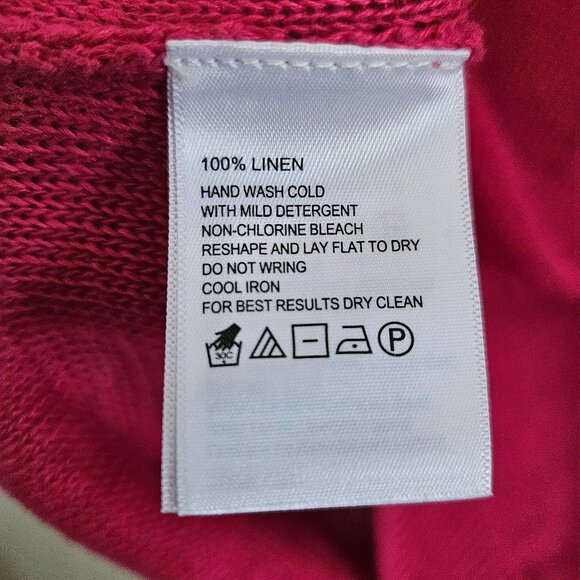 100% LINEN
HAND WASH COLD
WITH MILD DETERGENT
NON-CHLORINE BLEACH
RESHAPE AND LAY FLAT TO DRY
DO NOT WRING
COOL IRON
FOR BEST RESULTS DRY CLEAN
30C P